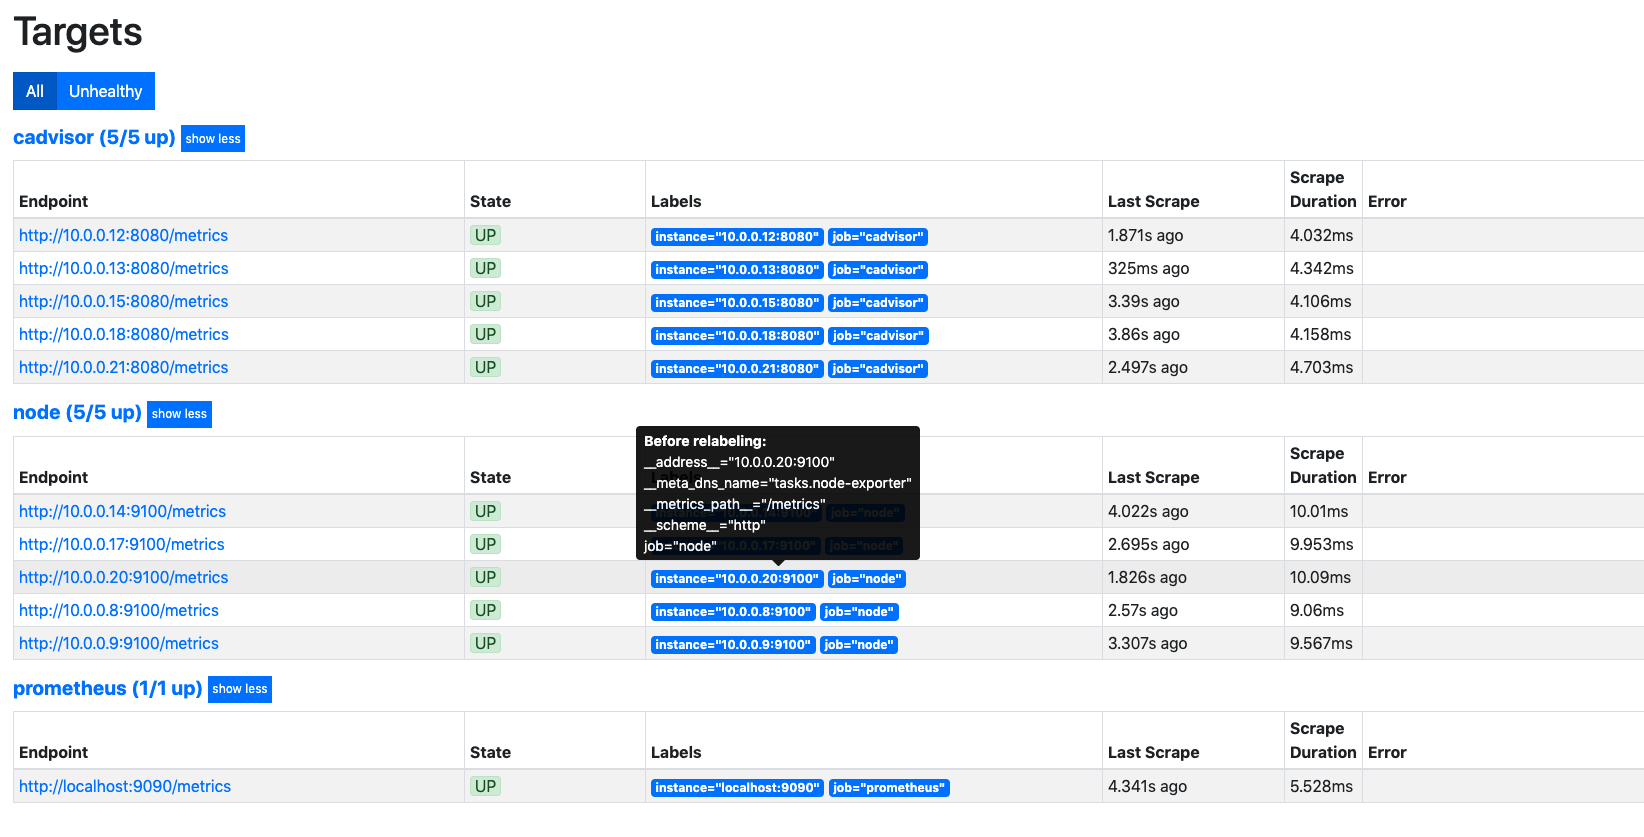 Targets
All Unhealthy
cadvisor (5/5 up) show less
Endpoint State Labels Last Scrape Scrape Duration Error
http://10.0.0.12:8080/metrics UP instance="10.0.0.12:8080" job="cadvisor" 1.871s ago 4.032ms
http://10.0.0.13:8080/metrics UP instance="10.0.0.13:8080" job="cadvisor" 325ms ago 4.342ms
http://10.0.0.15:8080/metrics UP instance="10.0.0.15:8080" job="cadvisor" 3.39s ago 4.106ms
http://10.0.0.18:8080/metrics UP instance="10.0.0.18:8080" job="cadvisor" 3.86s ago 4.158ms
http://10.0.0.21:8080/metrics UP instance="10.0.0.21:8080" job="cadvisor" 2.497s ago 4.703ms
node (5/5 up) show less
Before relabeling:
__address__="10.0.0.20:9100"
__meta_dns_name="tasks.node-exporter"
__metrics_path__="/metrics"
__scheme__="http"
job="node"
Endpoint State Last Scrape Scrape Duration Error
http://10.0.0.14:9100/metrics UP instance="10.0.0.14:9100" job="node" 4.022s ago 10.01ms
http://10.0.0.17:9100/metrics UP instance="10.0.0.17:9100" job="node" 2.695s ago 9.953ms
http://10.0.0.20:9100/metrics UP instance="10.0.0.20:9100" job="node" 1.826s ago 10.09ms
http://10.0.0.8:9100/metrics UP instance="10.0.0.8:9100" job="node" 2.57s ago 9.06ms
http://10.0.0.9:9100/metrics UP instance="10.0.0.9:9100" job="node" 3.307s ago 9.567ms
prometheus (1/1 up) show less
Endpoint State Labels Last Scrape Scrape Duration Error
http://localhost:9090/metrics UP instance="localhost:9090" job="prometheus" 4.341s ago 5.528ms